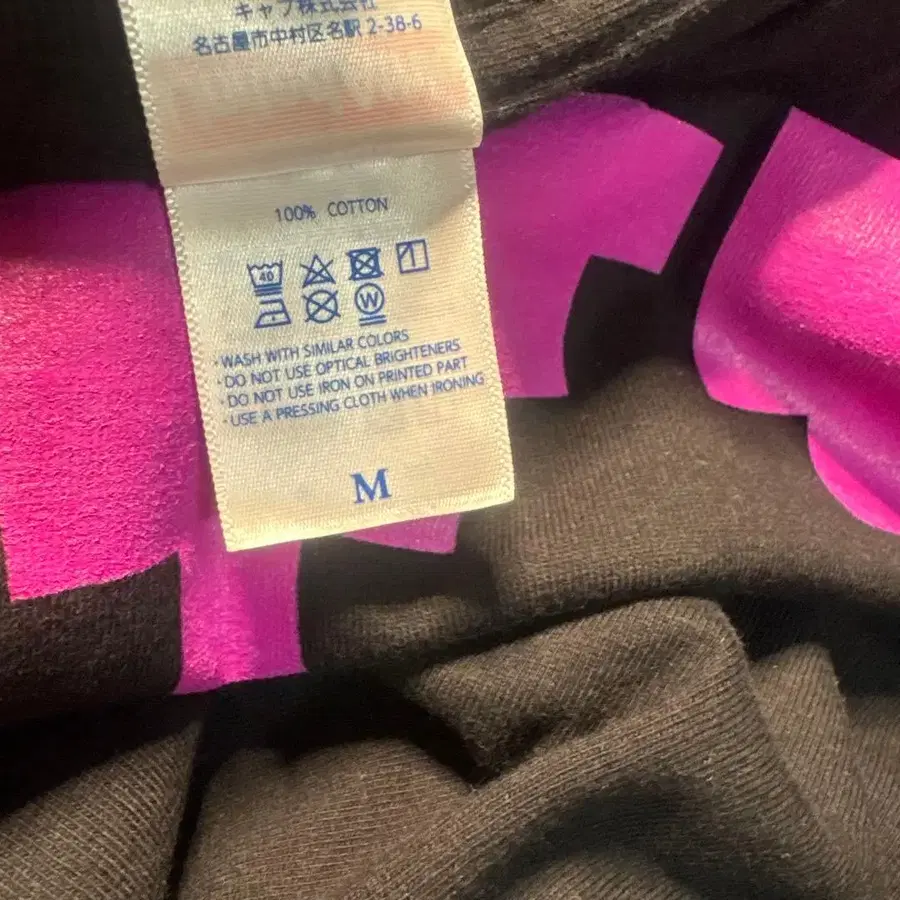 キャプ株式会社
名古屋市中村区名駅 2-38-6
100% COTTON
40
W
・WASH WITH SIMILAR COLORS
・DO NOT USE OPTICAL BRIGHTENERS
DO NOT USE IRON ON PRINTED PART
・USE A PRESSING CLOTH WHEN IRONING
M